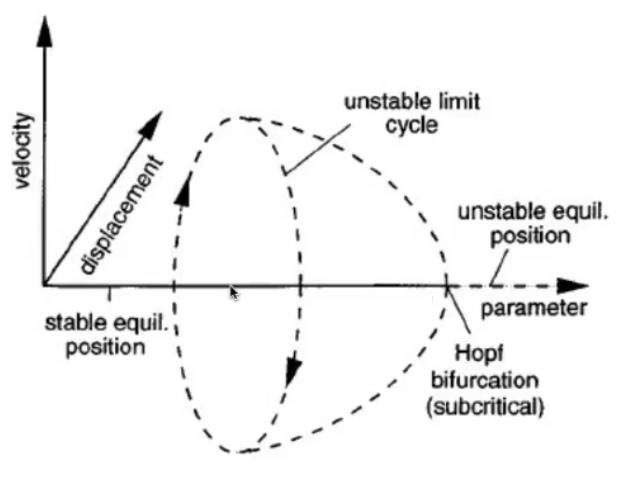 velocity
displacement
unstable limit
cycle
unstable equil.
position
parameter
stable equil.
position
Hopf
bifurcation
(subcritical)